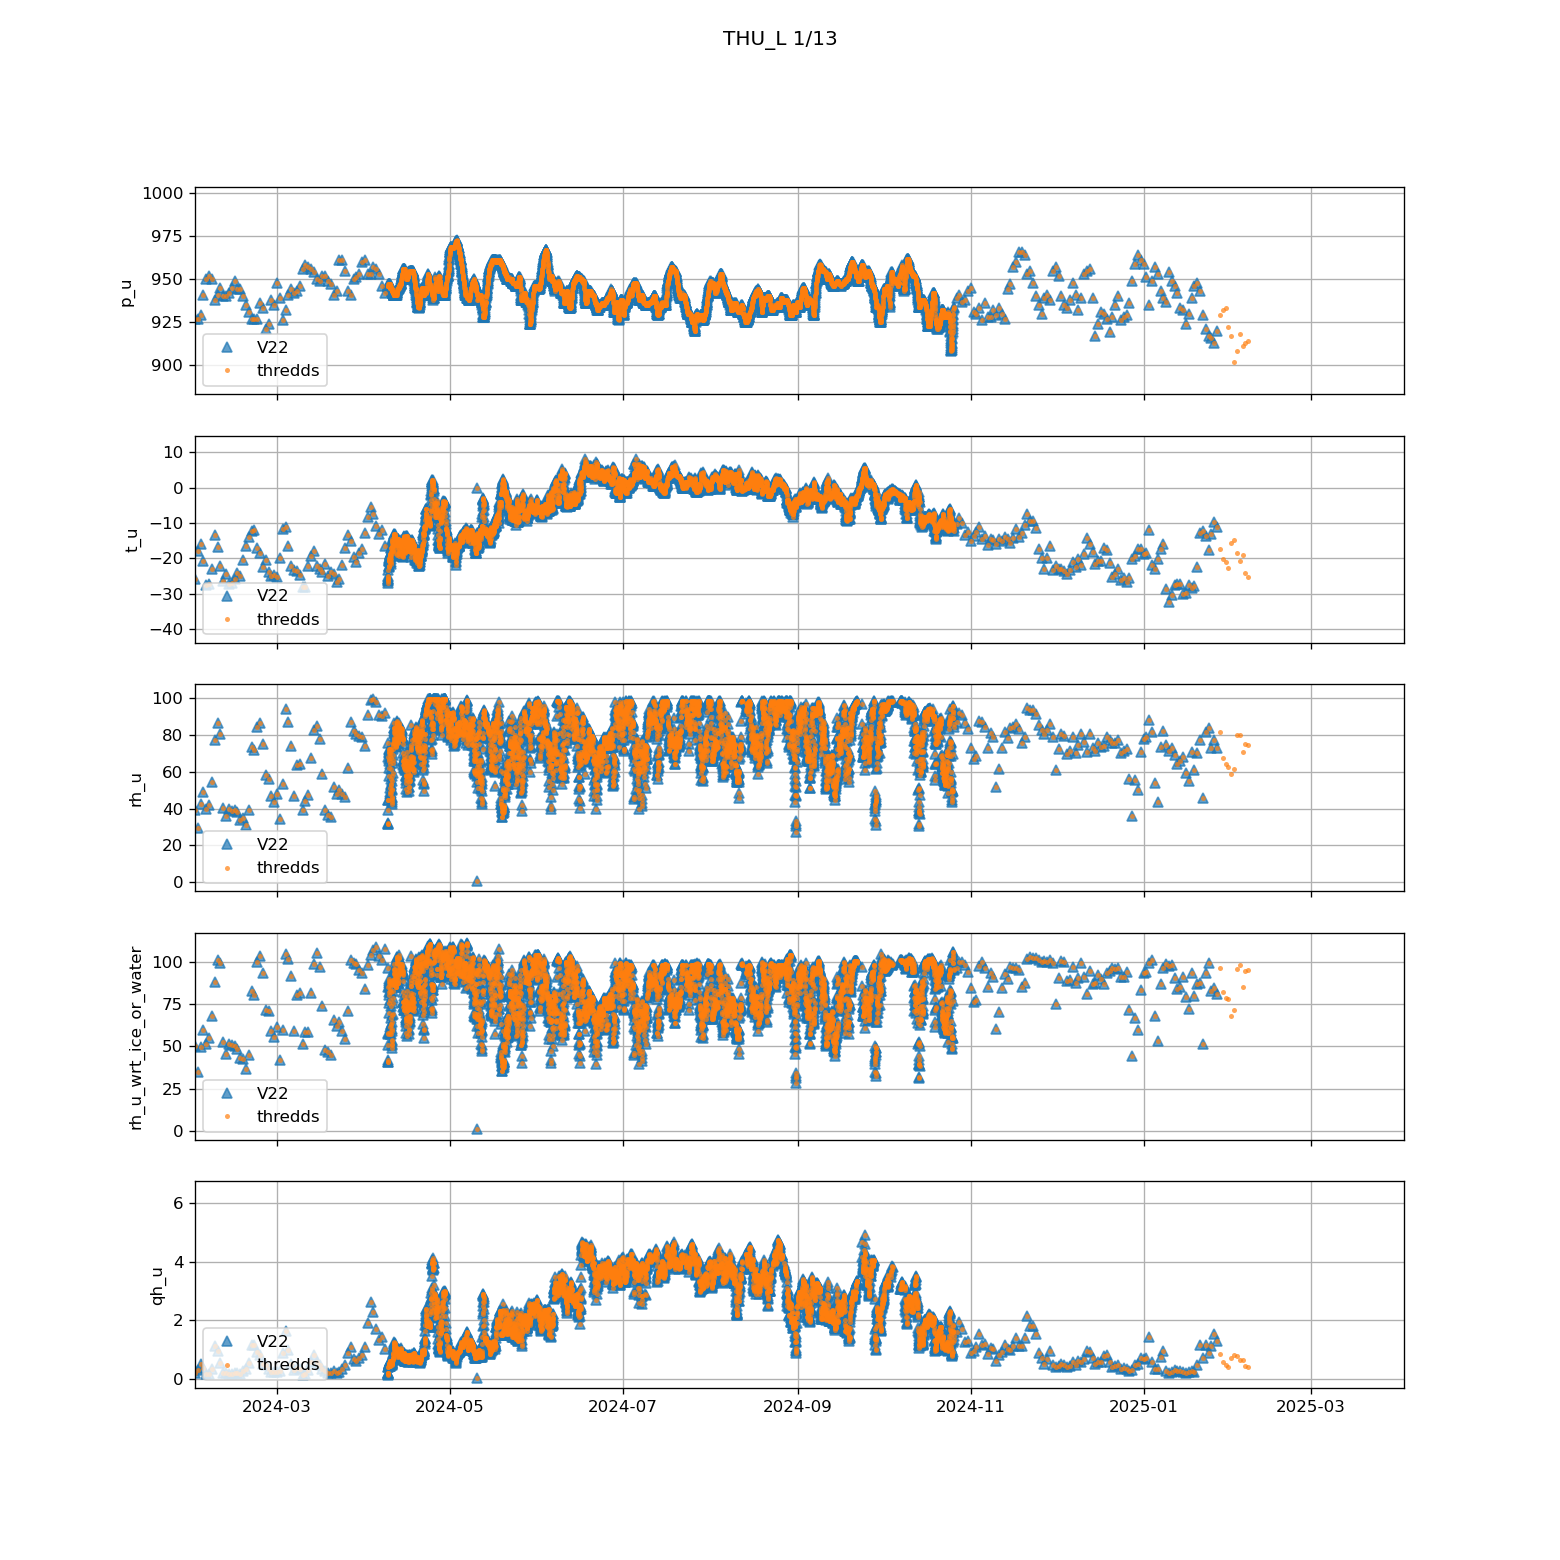 THU_L 1/13
1000
975
950
925
900
p_u
V22
thredds
10
0
−10
−20
−30
−40
t_u
V22
thredds
100
80
60
40
20
0
rh_u
V22
thredds
100
75
50
25
0
rh_u_wrt_ice_or_water
V22
thredds
6
4
2
0
qh_u
V22
thredds
2024-03 2024-05 2024-07 2024-09 2024-11 2025-01 2025-03